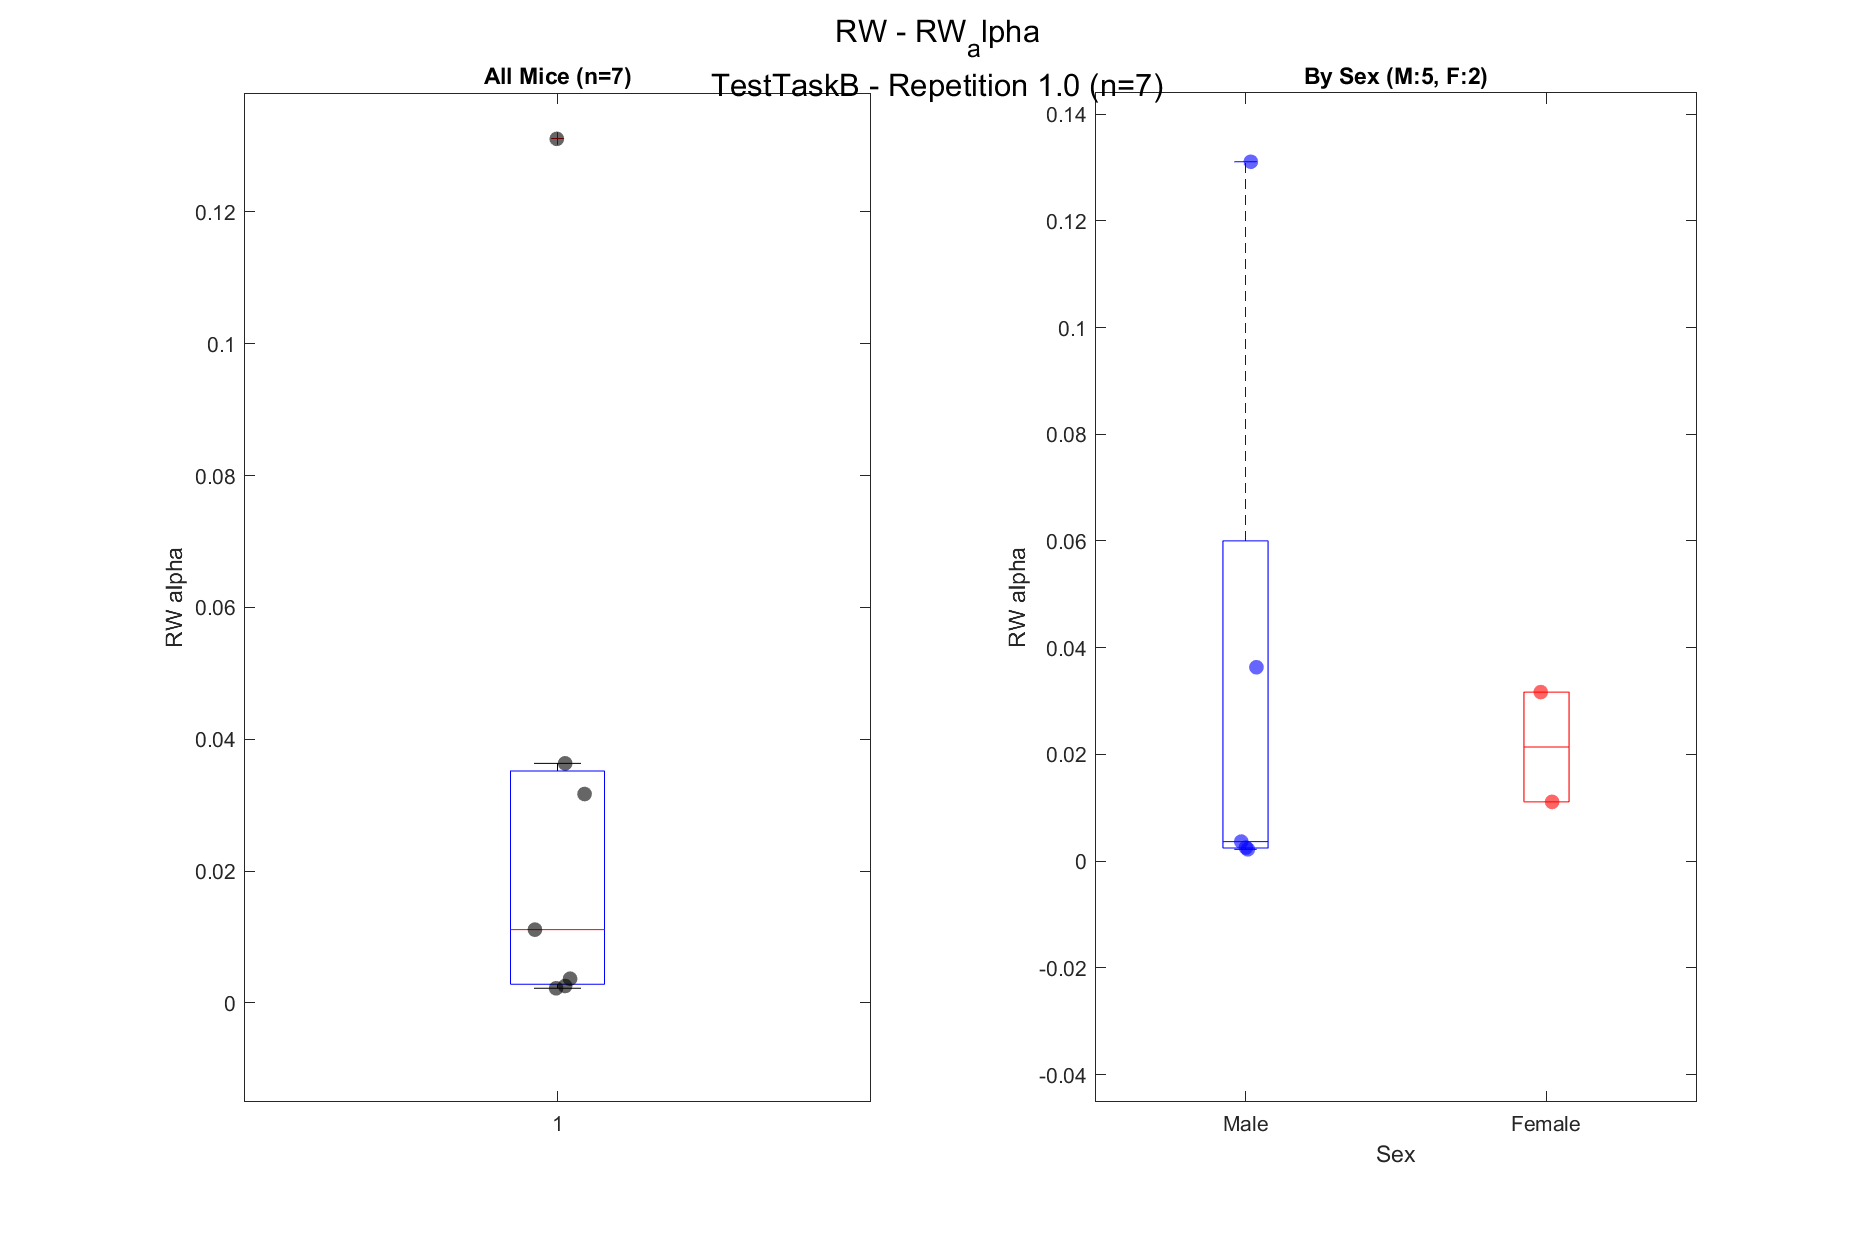 RW - RWalpha
TestTaskB - Repetition 1.0 (n=7)
All Mice (n=7)
RW alpha
0.12
0.1
0.08
0.06
0.04
0.02
0
1
By Sex (M:5, F:2)
RW alpha
0.14
0.12
0.1
0.08
0.06
0.04
0.02
0
-0.02
-0.04
Male Female
Sex